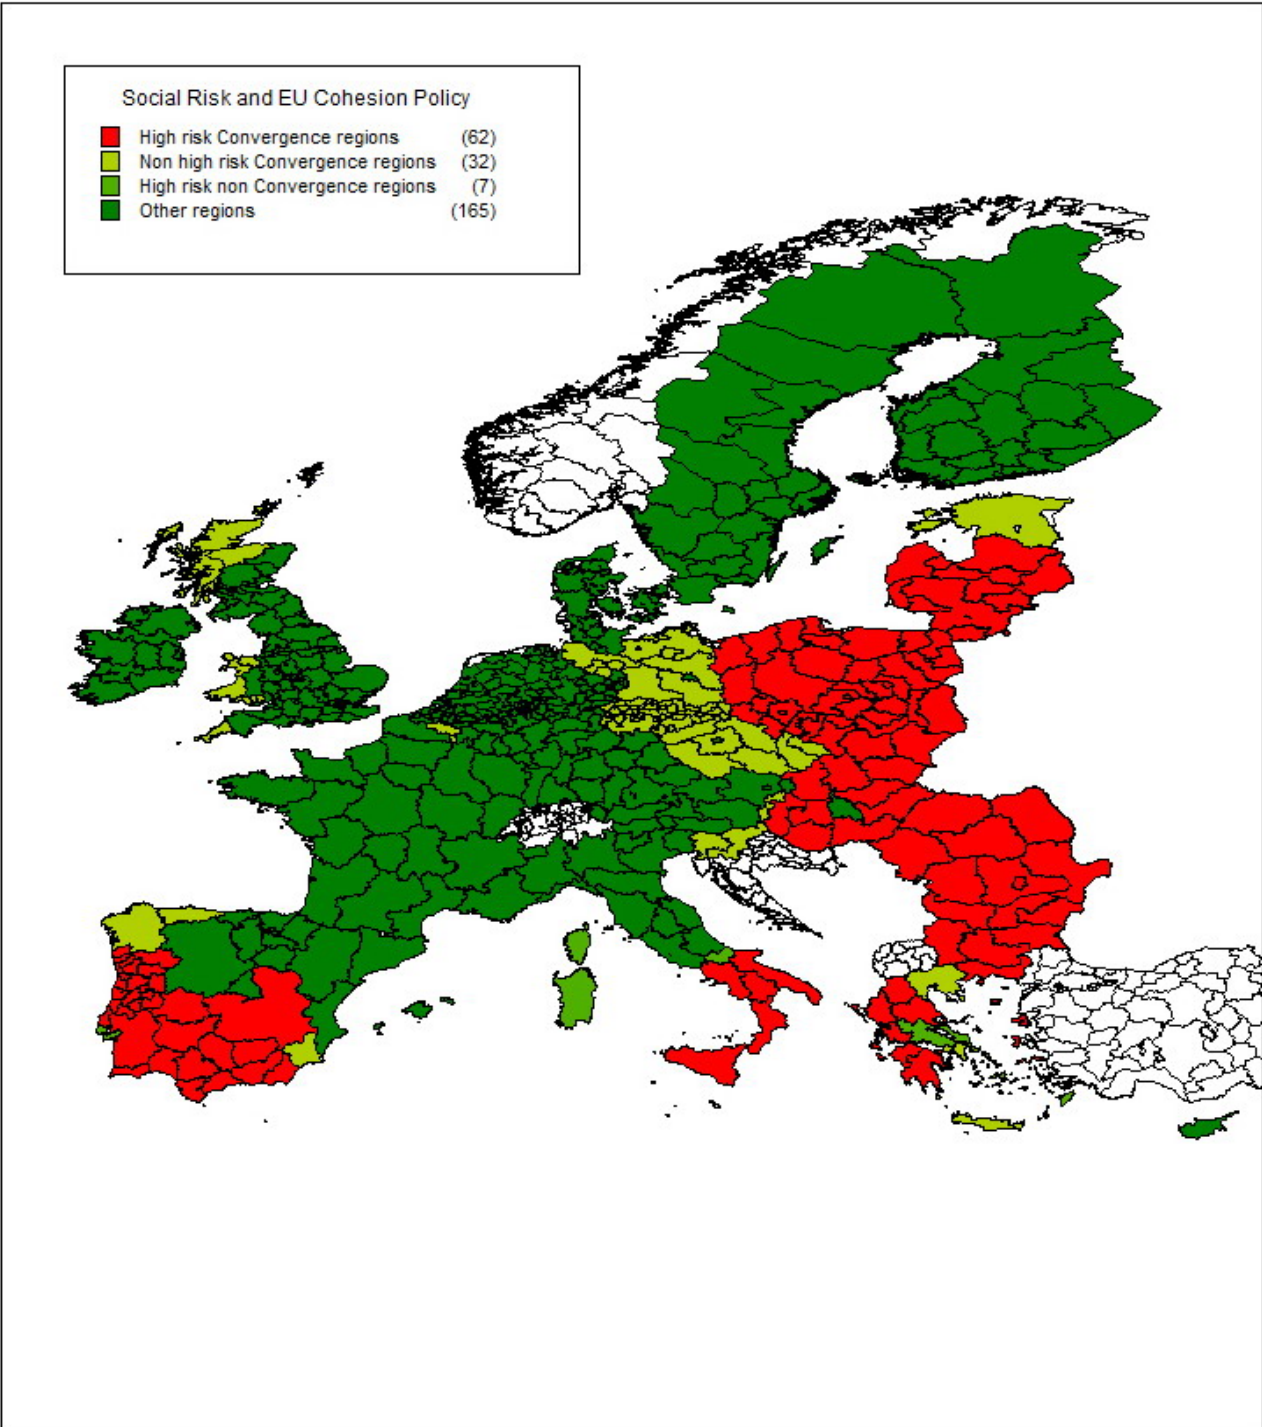 Social Risk and EU Cohesion Policy
High risk Convergence regions (62)
Non high risk Convergence regions (32)
High risk non Convergence regions (7)
Other regions (165)